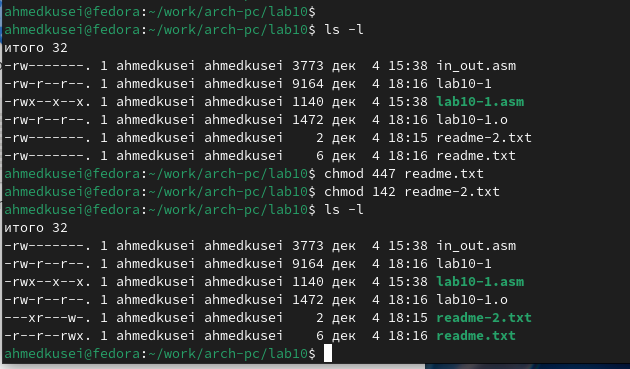 ahmedkusei@fedora:~/work/arch-pc/lab10$
ahmedkusei@fedora:~/work/arch-pc/lab10$ ls -l
итого 32
-rw-------. 1 ahmedkusei ahmedkusei 3773 дек  4 15:38 in_out.asm
-rw-r--r--. 1 ahmedkusei ahmedkusei 9164 дек  4 18:16 lab10-1
-rwx--x--x. 1 ahmedkusei ahmedkusei 1140 дек  4 15:38 lab10-1.asm
-rw-r--r--. 1 ahmedkusei ahmedkusei 1472 дек  4 18:16 lab10-1.o
-rw-------. 1 ahmedkusei ahmedkusei    2 дек  4 18:15 readme-2.txt
-rw-------. 1 ahmedkusei ahmedkusei    6 дек  4 18:16 readme.txt
ahmedkusei@fedora:~/work/arch-pc/lab10$ chmod 447 readme.txt
ahmedkusei@fedora:~/work/arch-pc/lab10$ chmod 142 readme-2.txt
ahmedkusei@fedora:~/work/arch-pc/lab10$ ls -l
итого 32
-rw-------. 1 ahmedkusei ahmedkusei 3773 дек  4 15:38 in_out.asm
-rw-r--r--. 1 ahmedkusei ahmedkusei 9164 дек  4 18:16 lab10-1
-rwx--x--x. 1 ahmedkusei ahmedkusei 1140 дек  4 15:38 lab10-1.asm
-rw-r--r--. 1 ahmedkusei ahmedkusei 1472 дек  4 18:16 lab10-1.o
---xr---w-. 1 ahmedkusei ahmedkusei    2 дек  4 18:15 readme-2.txt
-r--r--rwx. 1 ahmedkusei ahmedkusei    6 дек  4 18:16 readme.txt
ahmedkusei@fedora:~/work/arch-pc/lab10$